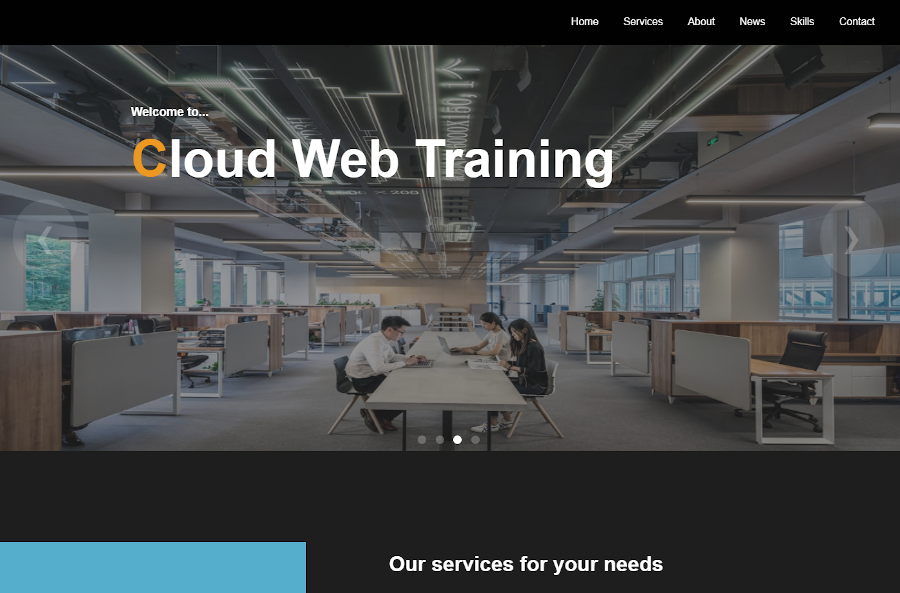 Home Services About News Skills Contact
Welcome to...
Cloud Web Training
Our services for your needs